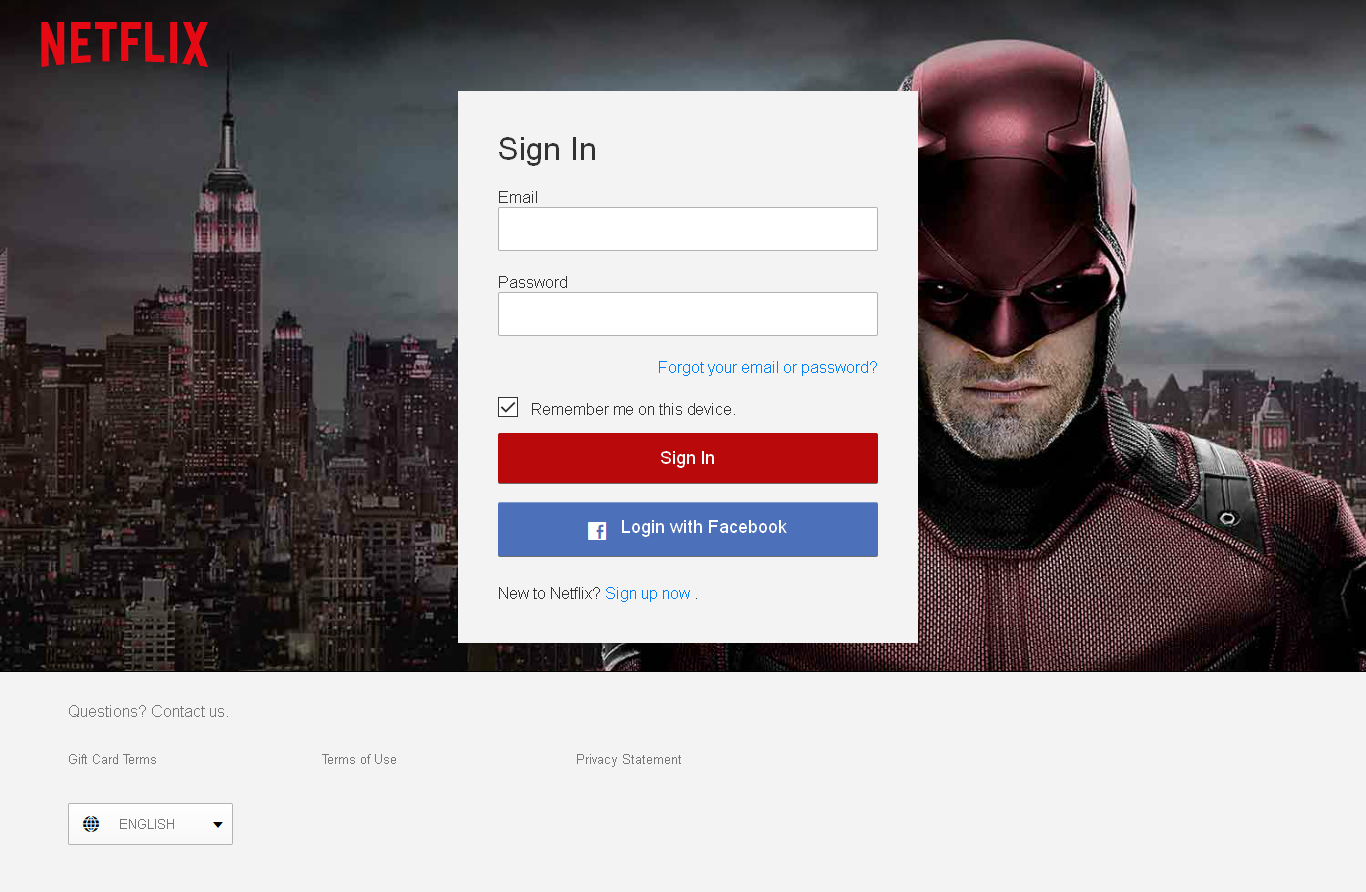 NETFLIX
Sign In
Email
Password
Forgot your email or password?
Remember me on this device.
Sign In
Login with Facebook
New to Netflix? Sign up now .
Questions? Contact us.
Gift Card Terms
Terms of Use
Privacy Statement
ENGLISH